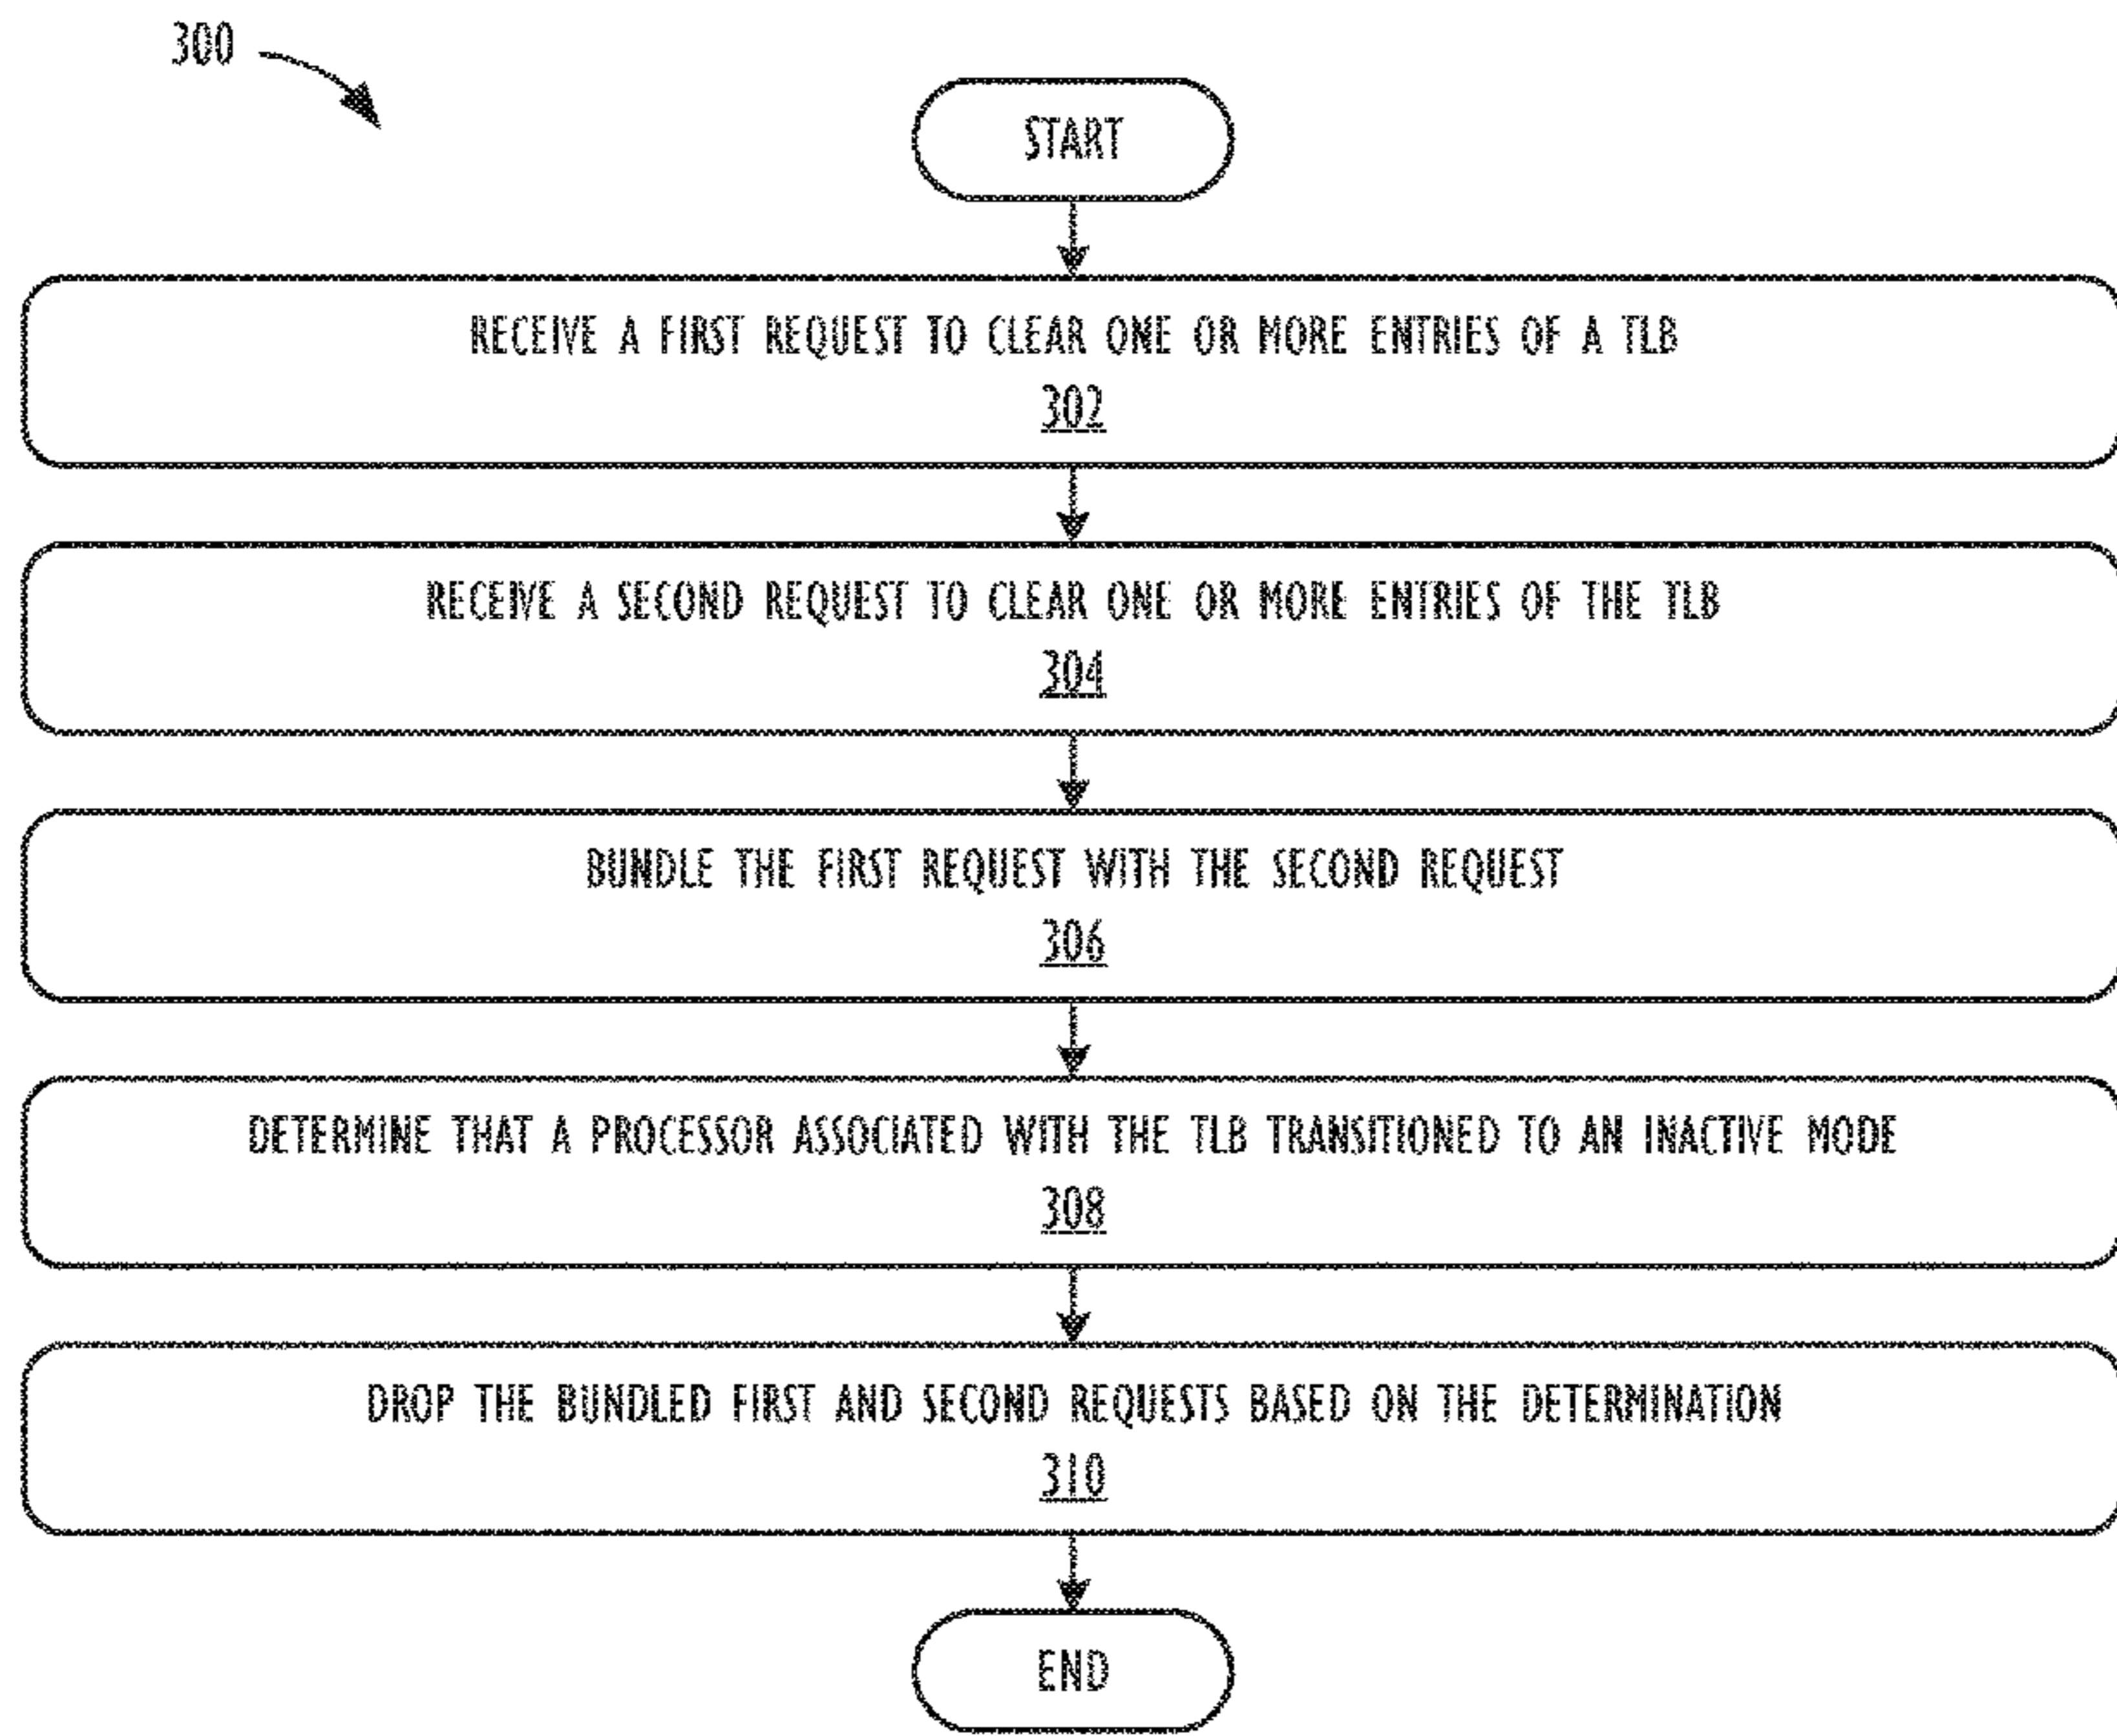 300
START
RECEIVE A FIRST REQUEST TO CLEAR ONE OR MORE ENTRIES OF A TLB
302
RECEIVE A SECOND REQUEST TO CLEAR ONE OR MORE ENTRIES OF THE TLB
304
BUNDLE THE FIRST REQUEST WITH THE SECOND REQUEST
306
DETERMINE THAT A PROCESSOR ASSOCIATED WITH THE TLB TRANSITIONED TO AN INACTIVE MODE
308
DROP THE BUNDLED FIRST AND SECOND REQUESTS BASED ON THE DETERMINATION
310
END